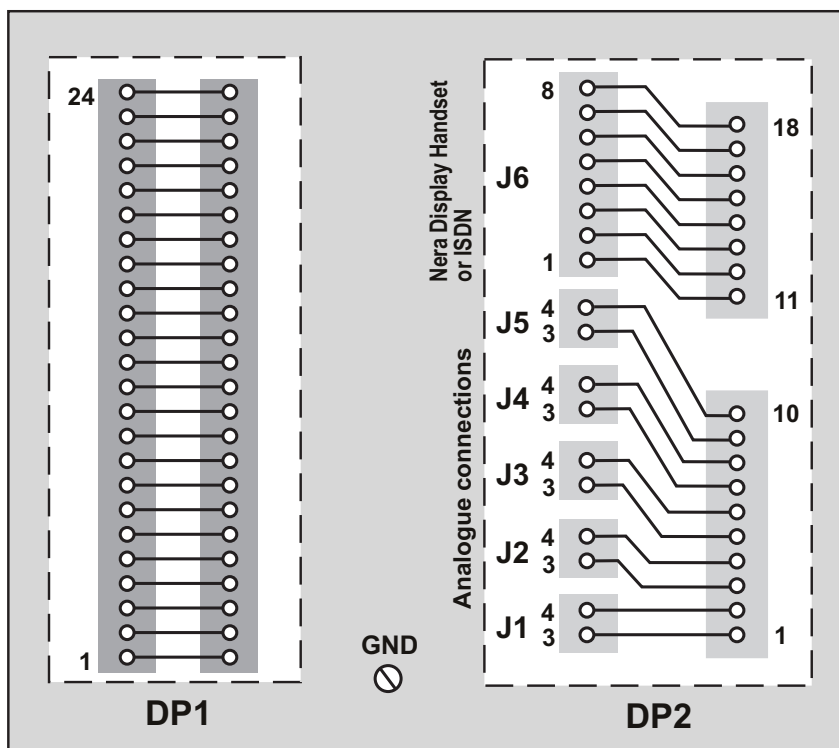 24
1
DP1
GND
Nera Display Handset
or ISDN
Analogue connections
8
J6
1
18
11
J5
4
3
J4
4
3
J3
4
3
J2
4
3
J1
4
3
10
1
DP2